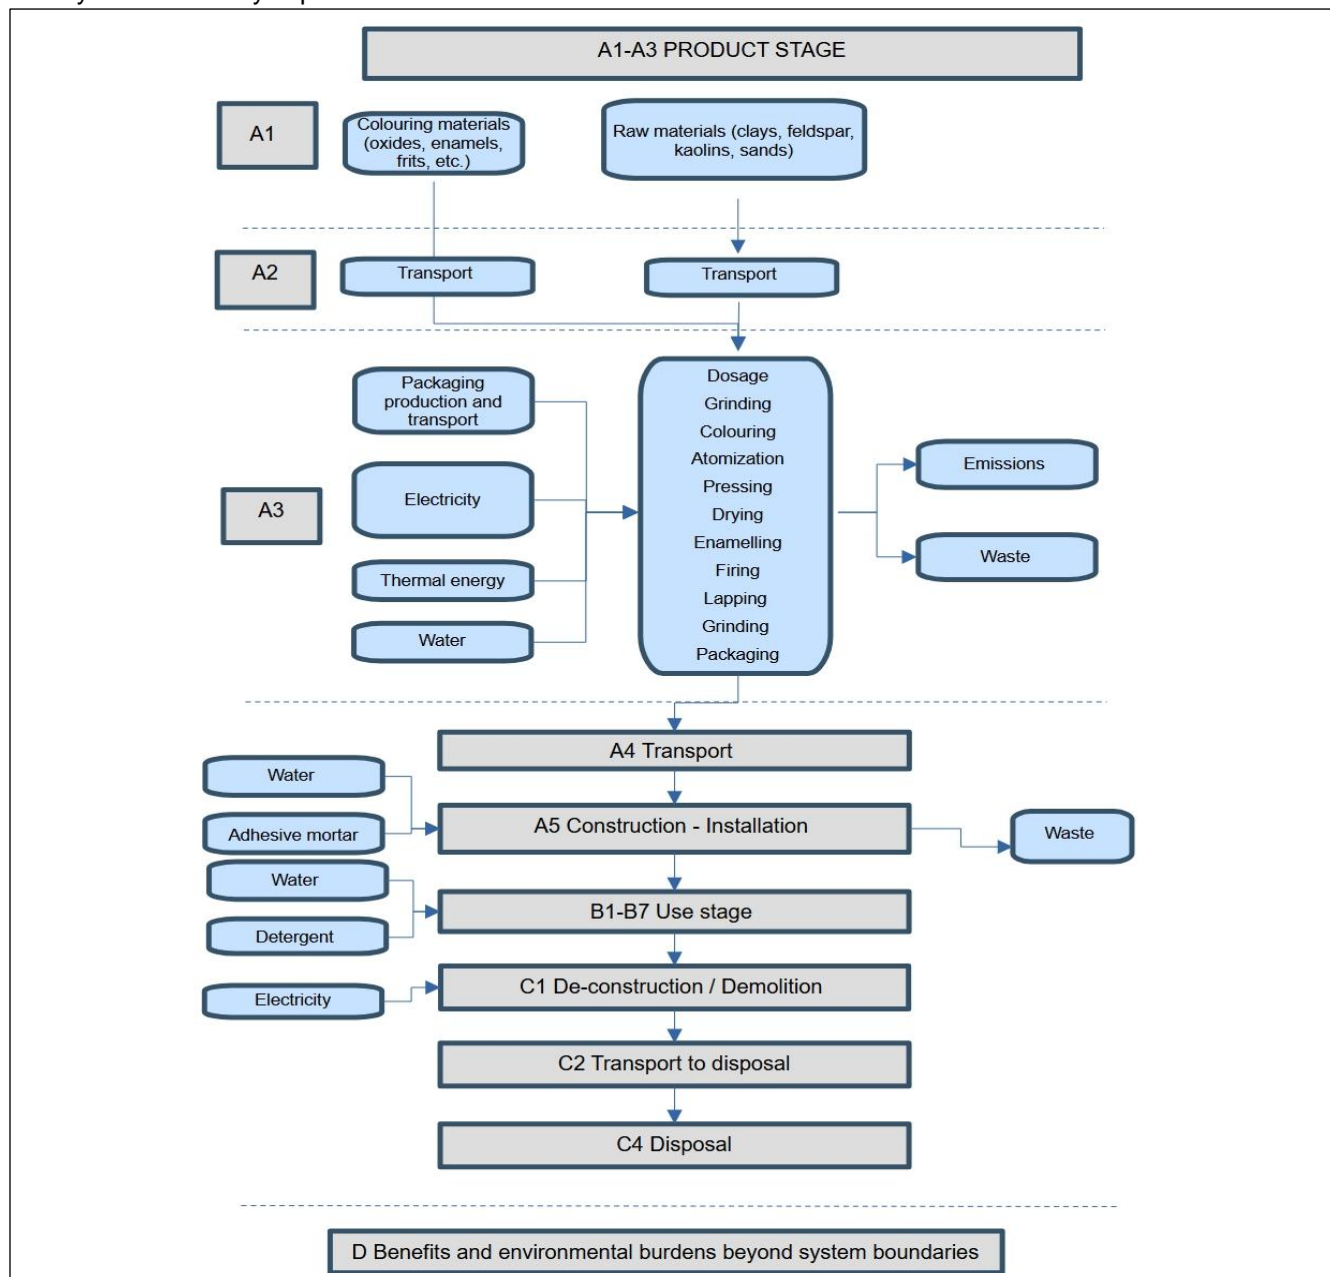 A1-A3 PRODUCT STAGE
A1
Colouring materials
(oxides, enamels,
frits, etc.)
Raw materials (clays, feldspar,
kaolins, sands)
A2
Transport
Transport
A3
Packaging
production and
transport
Electricity
Thermal energy
Water
Dosage
Grinding
Colouring
Atomization
Pressing
Drying
Enamelling
Firing
Lapping
Grinding
Packaging
Emissions
Waste
A4 Transport
Water
Adhesive mortar
A5 Construction - Installation
Waste
Water
Detergent
B1-B7 Use stage
Electricity
C1 De-construction / Demolition
C2 Transport to disposal
C4 Disposal
D Benefits and environmental burdens beyond system boundaries